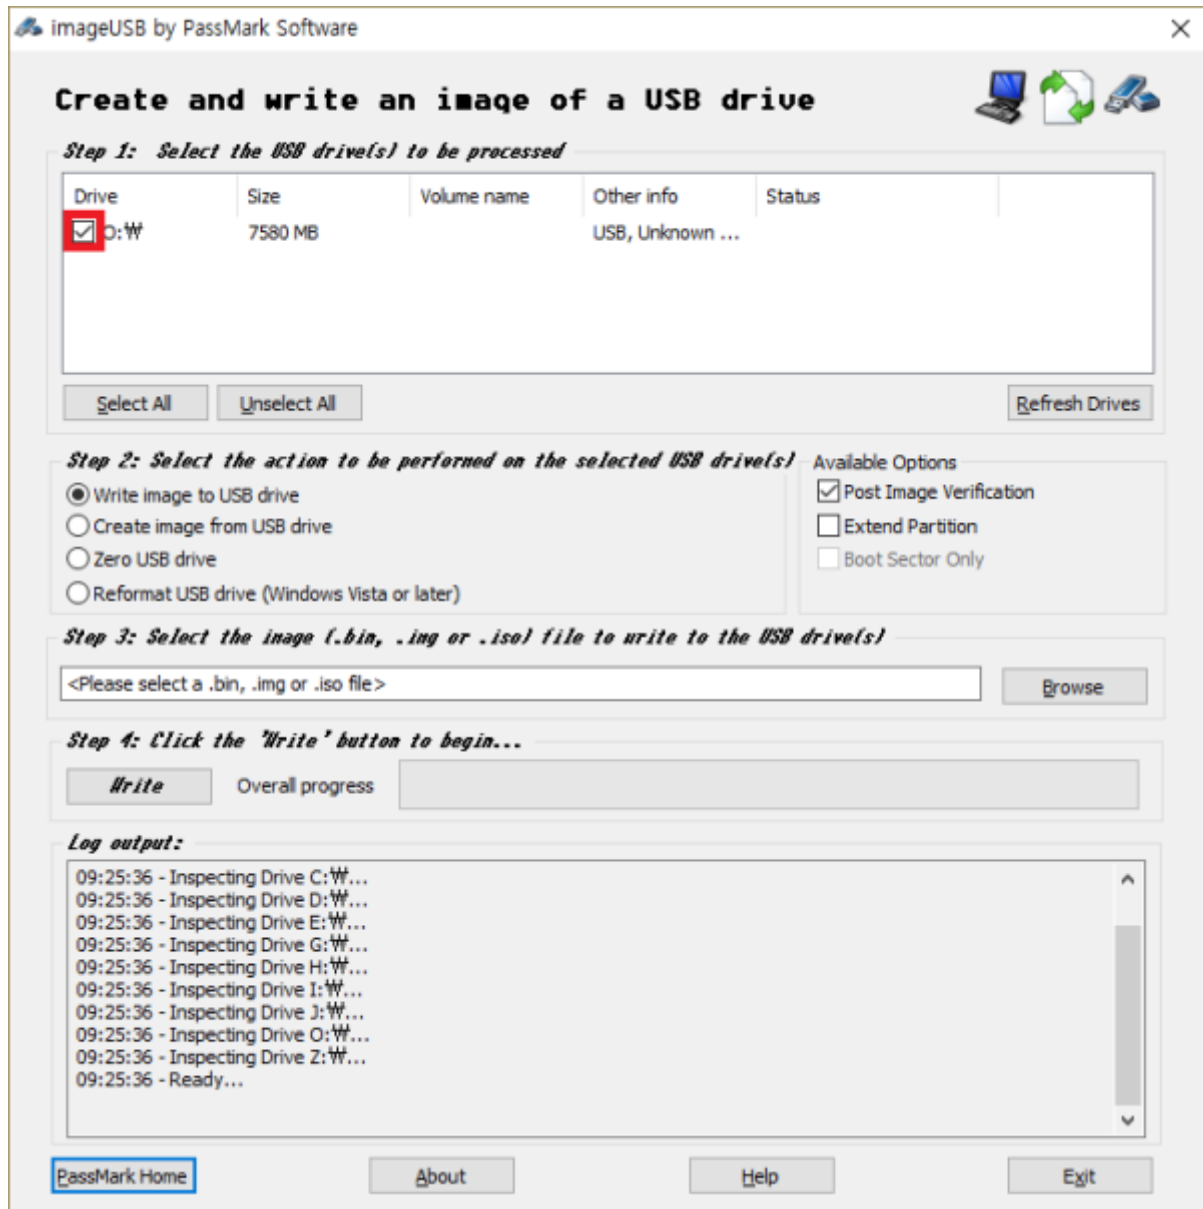 imageUSB by PassMark Software
Create and write an image of a USB drive
Step 1: Select the USB drive(s) to be processed
Drive Size Volume name Other info Status
O:₩ 7580 MB USB, Unknown ...
Select All Unselect All Refresh Drives
Step 2: Select the action to be performed on the selected USB drive(s) Available Options
Write image to USB drive Post Image Verification
Create image from USB drive Extend Partition
Zero USB drive Boot Sector Only
Reformat USB drive (Windows Vista or later)
Step 3: Select the image (.bin, .img or .iso) file to write to the USB drive(s)
<Please select a .bin, .img or .iso file> Browse
Step 4: Click the 'Write' button to begin...
Write Overall progress
Log output:
09:25:36 - Inspecting Drive C:₩...
09:25:36 - Inspecting Drive D:₩...
09:25:36 - Inspecting Drive E:₩...
09:25:36 - Inspecting Drive G:₩...
09:25:36 - Inspecting Drive H:₩...
09:25:36 - Inspecting Drive I:₩...
09:25:36 - Inspecting Drive J:₩...
09:25:36 - Inspecting Drive O:₩...
09:25:36 - Inspecting Drive Z:₩...
09:25:36 - Ready...
PassMark Home About Help Exit